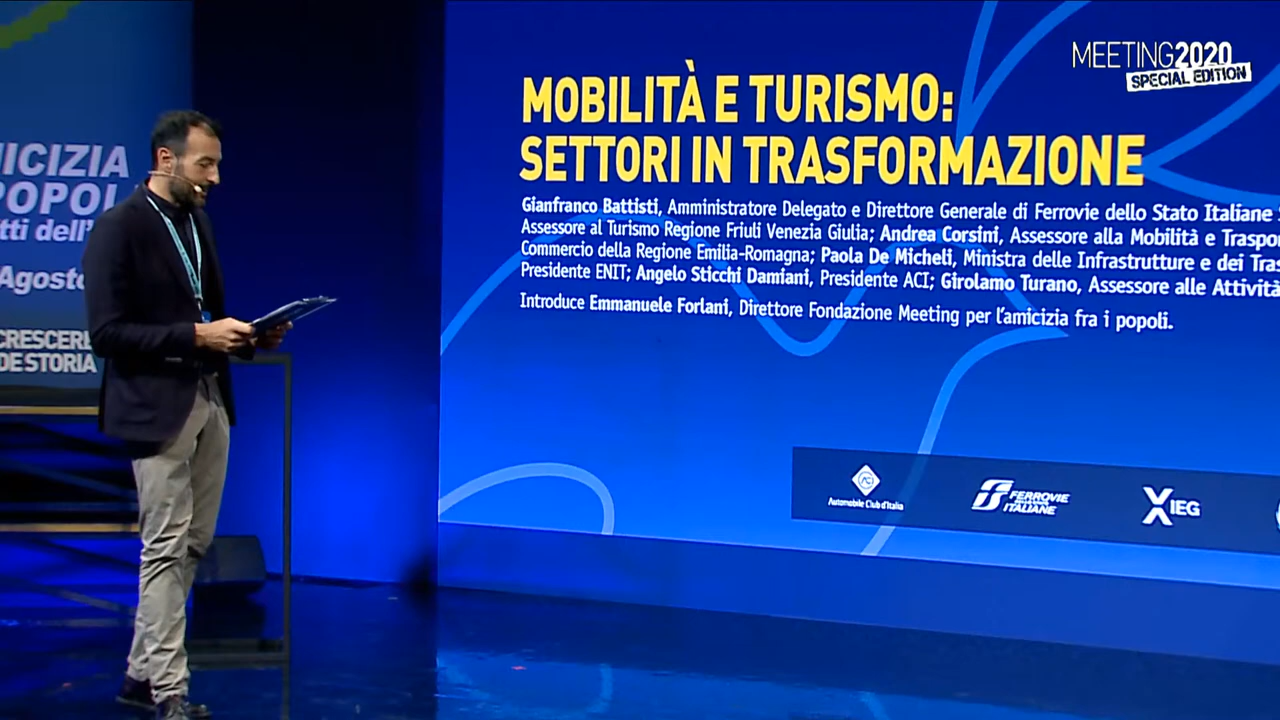 MEETING2020
SPECIAL EDITION
MOBILITÀ E TURISMO:
SETTORI IN TRASFORMAZIONE
Gianfranco Battisti, Amministratore Delegato e Direttore Generale di Ferrovie dello Stato Italiane
Assessore al Turismo Regione Friuli Venezia Giulia; Andrea Corsini, Assessore alla Mobilità e Traspor
Commercio della Regione Emilia-Romagna; Paola De Micheli, Ministra delle Infrastrutture e dei Tras
Presidente ENIT; Angelo Sticchi Damiani, Presidente ACI; Girolamo Turano, Assessore alle Attività
Introduce Emmanuele Forlani, Direttore Fondazione Meeting per l'amicizia fra i popoli.
ICIZIA
POPOL
tti dell'
Agosto
CRESCERE
DE STORIA
ACI
Automobile Club d'Italia
FERROVIE
ITALIANE
IEG